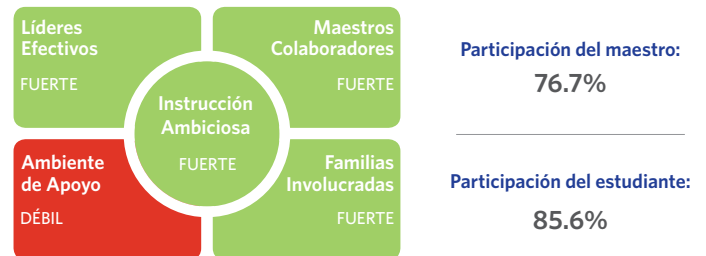 Líderes
Efectivos
FUERTE
Maestros
Colaboradores
FUERTE
Instrucción
Ambiciosa
FUERTE
Ambiente
de Apoyo
DÉBIL
Familias
Involucradas
FUERTE
Participación del maestro:
76.7%
Participación del estudiante:
85.6%